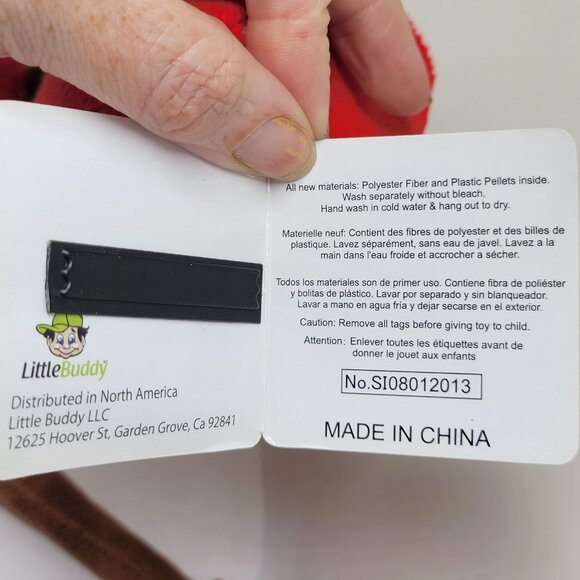 LittleBuddy
Distributed in North America
Little Buddy LLC
12625 Hoover St, Garden Grove, Ca 92841
All new materials: Polyester Fiber and Plastic Pellets inside.
Wash separately without bleach.
Hand wash in cold water & hang out to dry.
Materielle neuf: Contient des fibres de polyester et des billes de
plastique. Lavez séparément, sans eau de javel. Lavez a la
main dans l'eau froide et accrocher a sécher.
Todos los materiales son de primer uso. Contiene fibra de poliéster
y bolitas de plástico. Lavar por separado y sin blanqueador.
Lavar a mano en agua fría y dejar secarse en el exterior.
Caution: Remove all tags before giving toy to child.
Attention: Enlever toutes les étiquettes avant de
donner le jouet aux enfants
No.SI08012013
MADE IN CHINA